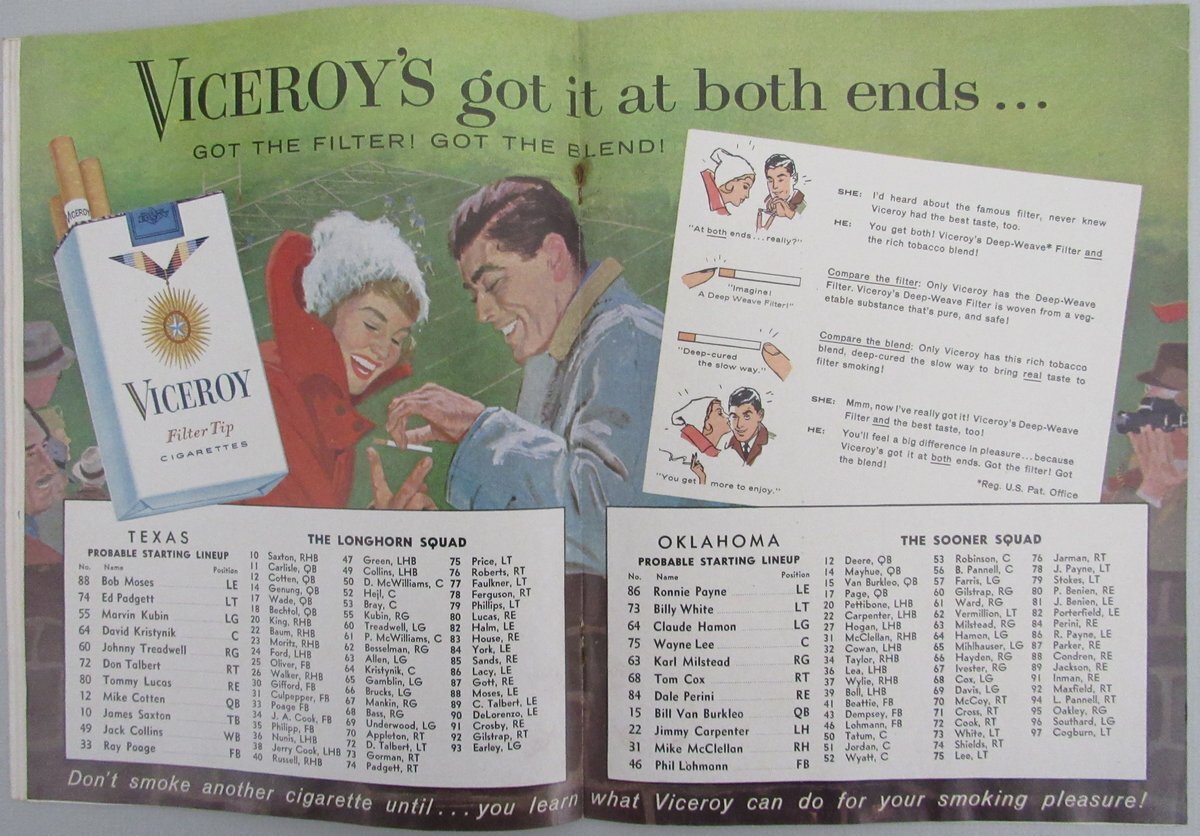 VICEROY'S got it at both ends...
GOT THE FILTER! GOT THE BLEND!
VICEROY
VICEROY
Filter Tip
CIGARETTES
"At both ends...really?"
SHE: I'd heard about the famous filter, never knew
Viceroy had the best taste, too.
HE: You get both! Viceroy's Deep-Weave* Filter and
the rich tobacco blend!
"Imagine!
A Deep Weave Filter!"
Compare the filter: Only Viceroy has the Deep-Weave
Filter. Viceroy's Deep-Weave Filter is woven from a veg-
etable substance that's pure, and safe!
"Deep-cured
the slow way."
Compare the blend: Only Viceroy has this rich tobacco
blend, deep-cured the slow way to bring real taste to
filter smoking!
"You get more to enjoy."
SHE: Mmm, now I've really got it! Viceroy's Deep-Weave
Filter and the best taste, too!
HE: You'll feel a big difference in pleasure...because
Viceroy's got it at both ends. Got the filter! Got
the blend!
*Reg. U.S. Pat. Office
TEXAS
PROBABLE STARTING LINEUP
No. Name Position
88 Bob Moses LE
74 Ed Padgett LT
55 Marvin Kubin LG
64 David Kristynik C
60 Johnny Treadwell RG
72 Don Talbert RT
80 Tommy Lucas RE
12 Mike Cotten QB
10 James Saxton TB
49 Jack Collins WB
33 Ray Poage FB
THE LONGHORN SQUAD
10 Saxton, RHB
11 Carlisle, QB
12 Cotten, QB
14 Genung, QB
17 Wade, QB
18 Bechtol, QB
20 King, RHB
22 Baum, RHB
23 Moritz, RHB
24 Ford, LHB
25 Oliver, FB
26 Walker, RHB
30 Gifford, FB
31 Culpepper, FB
33 Poage FB
34 J. A. Cook, FB
35 Philipp, FB
36 Nunis, LHB
38 Jerry Cook, LHB
40 Russell, RHB
47 Green, LHB
49 Collins, LHB
50 D. McWilliams, C
52 Hejl, C
53 Bray, C
55 Kubin, RG
60 Treadwell, LG
61 P. McWilliams, C
62 Bosselman, RG
63 Allen, LG
64 Kristynik, C
65 Gamblin, LG
66 Brucks, LG
67 Mankin, RG
68 Bass, RG
69 Underwood, LG
70 Appleton, RT
72 D. Talbert, LT
73 Gorman, RT
74 Padgett, RT
75 Price, LT
76 Roberts, RT
77 Faulkner, LT
78 Ferguson, RT
79 Phillips, LT
80 Lucas, RE
82 Halm, LE
83 House, RE
84 York, LE
85 Sands, RE
86 Lacy, LE
87 Gott, RE
88 Moses, LE
89 C. Talbert, LE
90 DeLorenzo, LE
91 Crosby, RE
92 Gilstrap, RT
93 Earley, LG
OKLAHOMA
PROBABLE STARTING LINEUP
No. Name Position
86 Ronnie Payne LE
73 Billy White LT
64 Claude Hamon LG
75 Wayne Lee C
63 Karl Milstead RG
68 Tom Cox RT
84 Dale Perini RE
15 Bill Van Burkleo QB
22 Jimmy Carpenter LH
31 Mike McClellan RH
46 Phil Lohmann FB
THE SOONER SQUAD
12 Deere, QB
14 Mayhue, QB
15 Van Burkleo, QB
17 Page, QB
20 Pettibone, LHB
22 Carpenter, LHB
27 Hogan, LHB
31 McClellan, RHB
32 Cowan, LHB
34 Taylor, RHB
36 Lea, LHB
37 Wylie, RHB
39 Boll, LHB
41 Beattie, FB
43 Dempsey, FB
46 Lohmann, FB
50 Tatum, C
51 Jordan, C
52 Wyatt, C
53 Robinson, C
56 B. Pannell, C
57 Farris, LG
60 Gilstrap, RG
61 Ward, RG
62 Vermillion, LT
63 Milstead, RG
64 Hamon, LG
65 Mihlhauser, LG
66 Hayden, RG
67 Ivester, RG
68 Cox, LG
69 Davis, LG
70 McCoy, RT
71 Cross, RT
72 Cook, RT
73 White, LT
74 Shields, RT
75 Lee, LT
76 Jarman, RT
78 J. Payne, LT
79 Stokes, LT
80 P. Benien, RE
81 J. Benien, LE
82 Porterfield, LE
84 Perini, RE
86 R. Payne, LE
87 Parker, RE
88 Condren, RE
89 Jackson, RE
91 Inman, RE
92 Maxfield, RT
94 L. Pannell, RT
95 Oakley, RG
96 Southard, LG
97 Cogburn, LT
Don't smoke another cigarette until....you learn what Viceroy can do for your smoking pleasure!